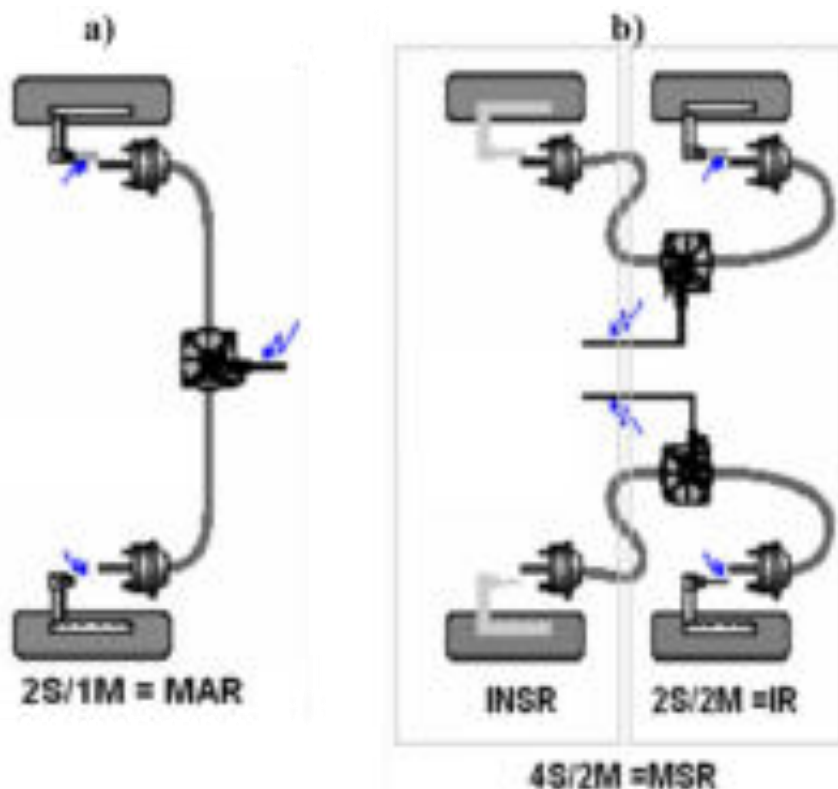 a)
b)
2S/1M = MAR
INSR
2S/2M =IR
4S/2M =MSR